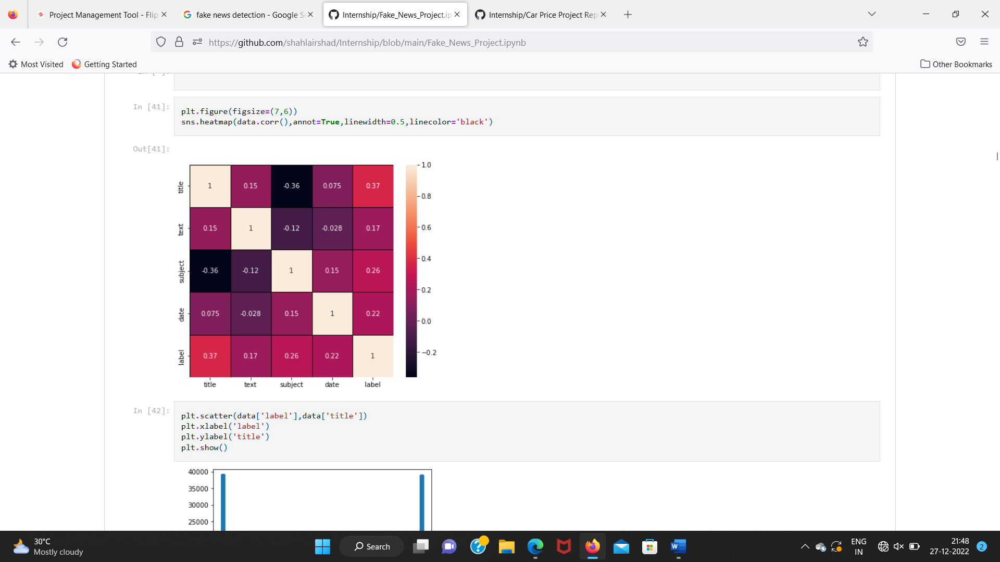 Project Management Tool - Flip
fake news detection - Google Se
Internship/Fake_News_Project.ip
Internship/Car Price Project Rep
https://github.com/shahlairshad/Internship/blob/main/Fake_News_Project.ipynb
Most Visited
Getting Started
Other Bookmarks
In [41]:
plt.figure(figsize=(7,6))
sns.heatmap(data.corr(),annot=True,linewidth=0.5,linecolor='black')
Out[41]:
title 1 0.15 -0.36 0.075 0.37
text 0.15 1 -0.12 -0.028 0.17
subject -0.36 -0.12 1 0.15 0.26
date 0.075 -0.028 0.15 1 0.22
label 0.37 0.17 0.26 0.22 1
title text subject date label
1.0
0.8
0.6
0.4
0.2
0.0
−0.2
In [42]:
plt.scatter(data['label'],data['title'])
plt.xlabel('label')
plt.ylabel('title')
plt.show()
40000
35000
30000
25000
30°C
Mostly cloudy
Search
ENG
IN
21:48
27-12-2022
2